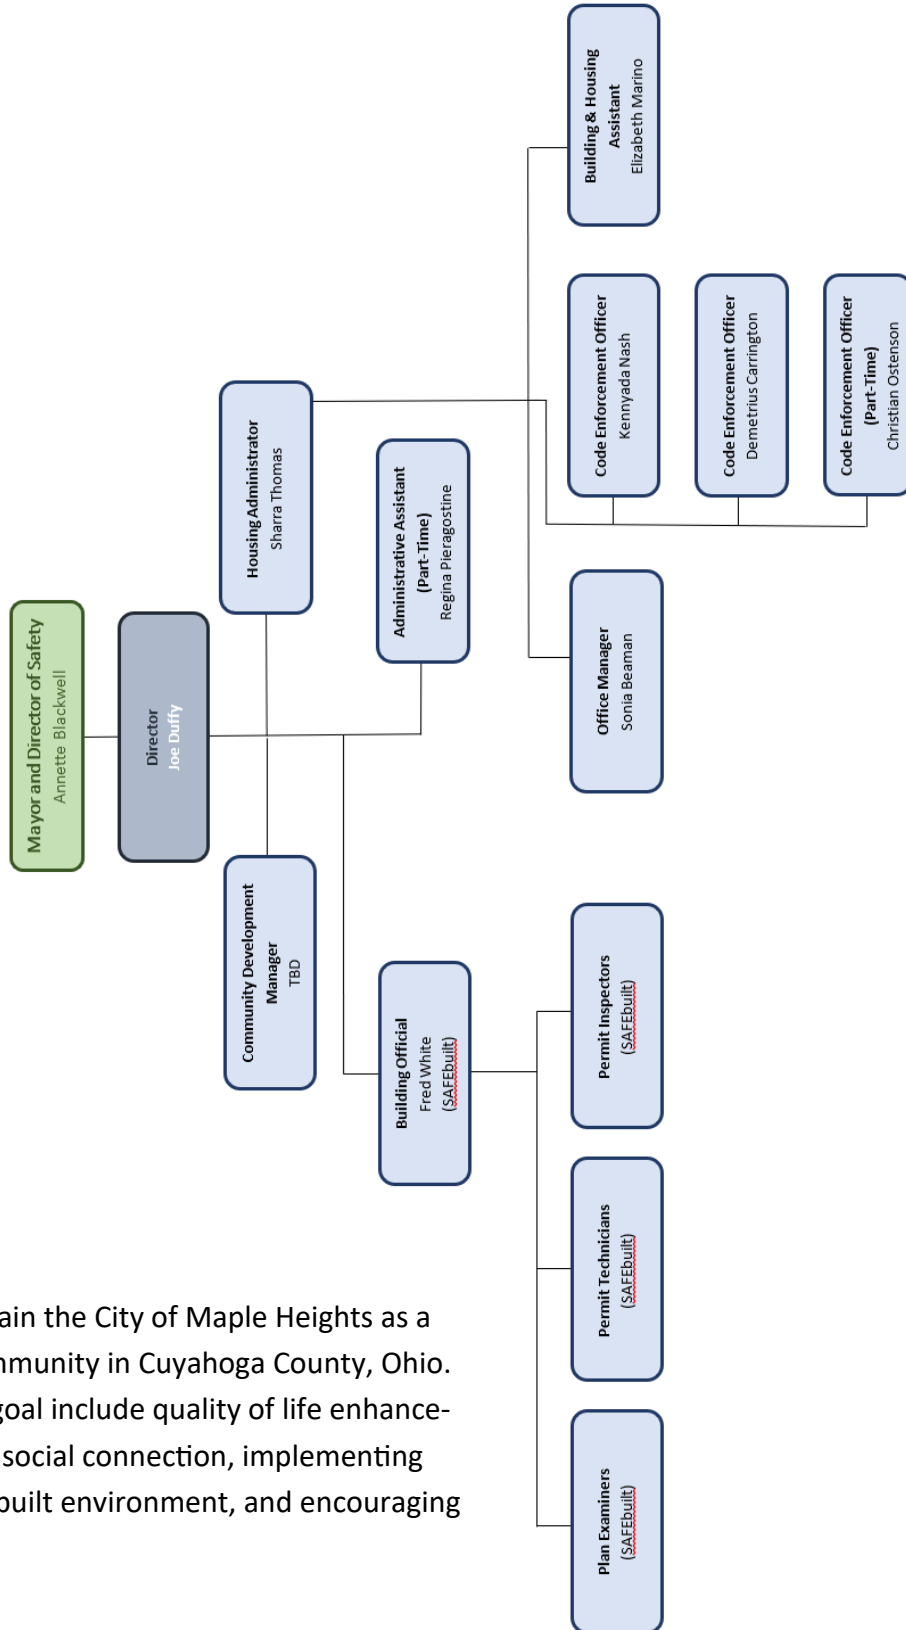 Mayor and Director of Safety
Annette Blackwell
Director
Joe Duffy
Community Development
Manager
TBD
Housing Administrator
Sharra Thomas
Building Official
Fred White
(SAFEbuilt)
Administrative Assistant
(Part-Time)
Regina Pieragostine
Plan Examiners
(SAFEbuilt)
Permit Technicians
(SAFEbuilt)
Permit Inspectors
(SAFEbuilt)
Office Manager
Sonia Beaman
Code Enforcement Officer
Kennyada Nash
Code Enforcement Officer
Demetrius Carrington
Code Enforcement Officer
(Part-Time)
Christian Ostenson
Building & Housing
Assistant
Elizabeth Marino
ain the City of Maple Heights as a
mmunity in Cuyahoga County, Ohio.
goal include quality of life enhance-
social connection, implementing
built environment, and encouraging